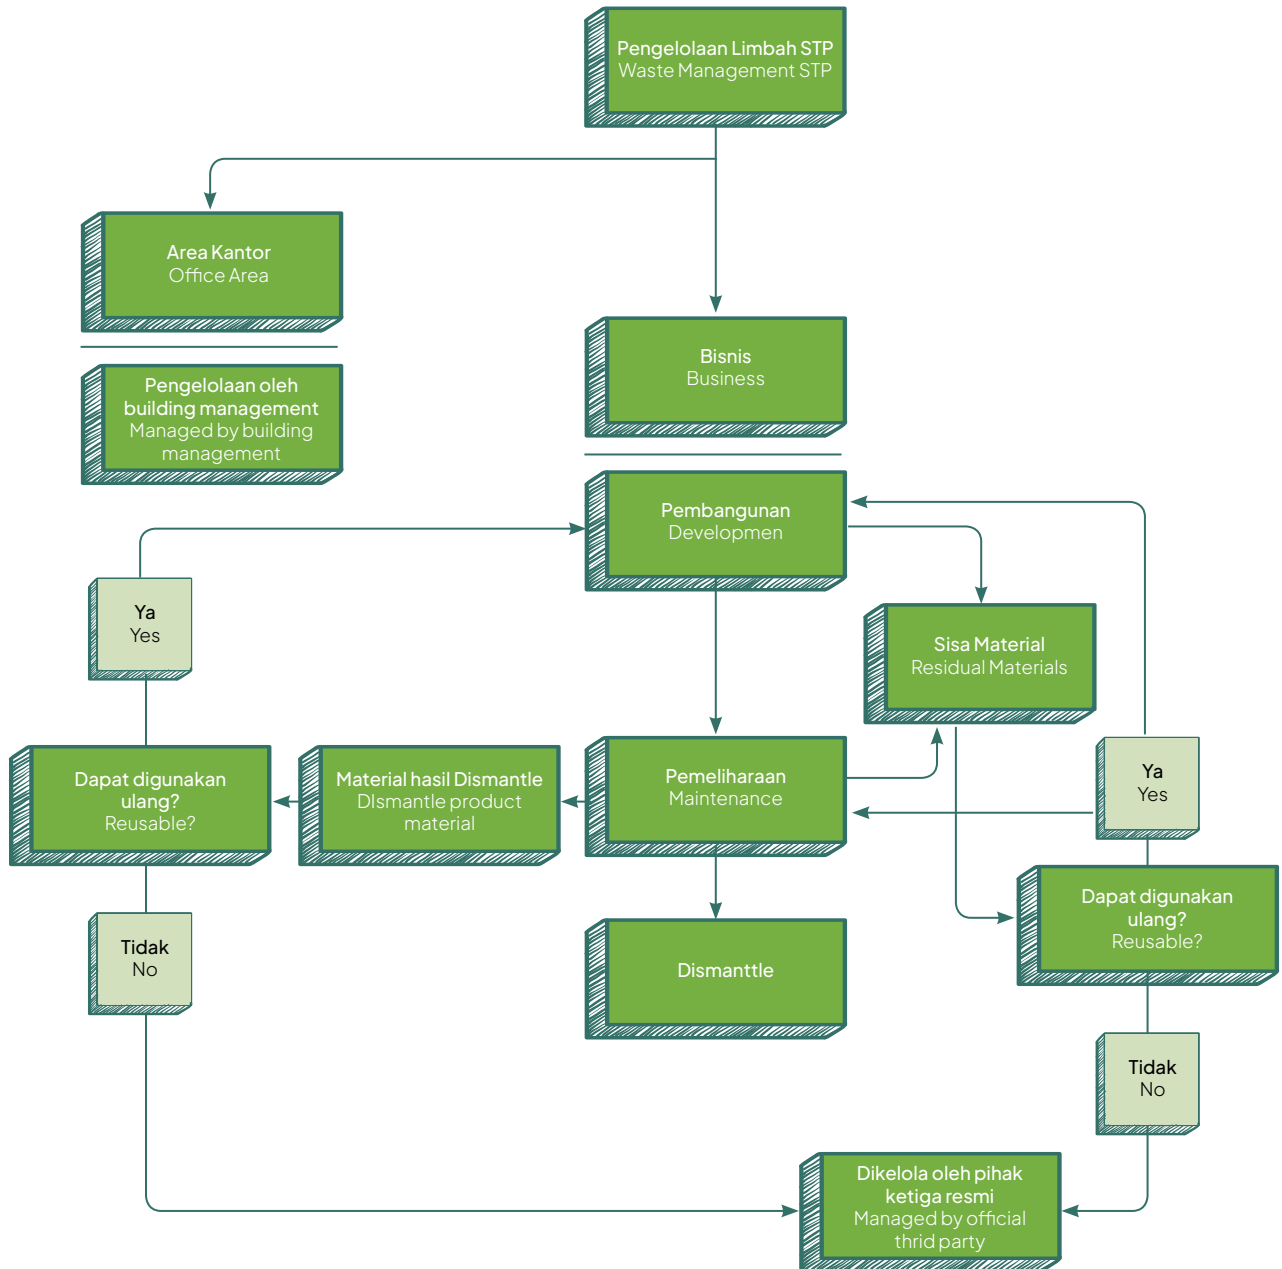 Pengelolaan Limbah STP
Waste Management STP
Area Kantor
Office Area
Pengelolaan oleh
building management
Managed by building
management
Bisnis
Business
Pembangunan
Developmen
Ya
Yes
Sisa Material
Residual Materials
Dapat digunakan
ulang?
Reusable?
Material hasil Dismantle
DIsmantle product
material
Pemeliharaan
Maintenance
Ya
Yes
Dapat digunakan
ulang?
Reusable?
Tidak
No
Dismanttle
Tidak
No
Dikelola oleh pihak
ketiga resmi
Managed by official
thrid party